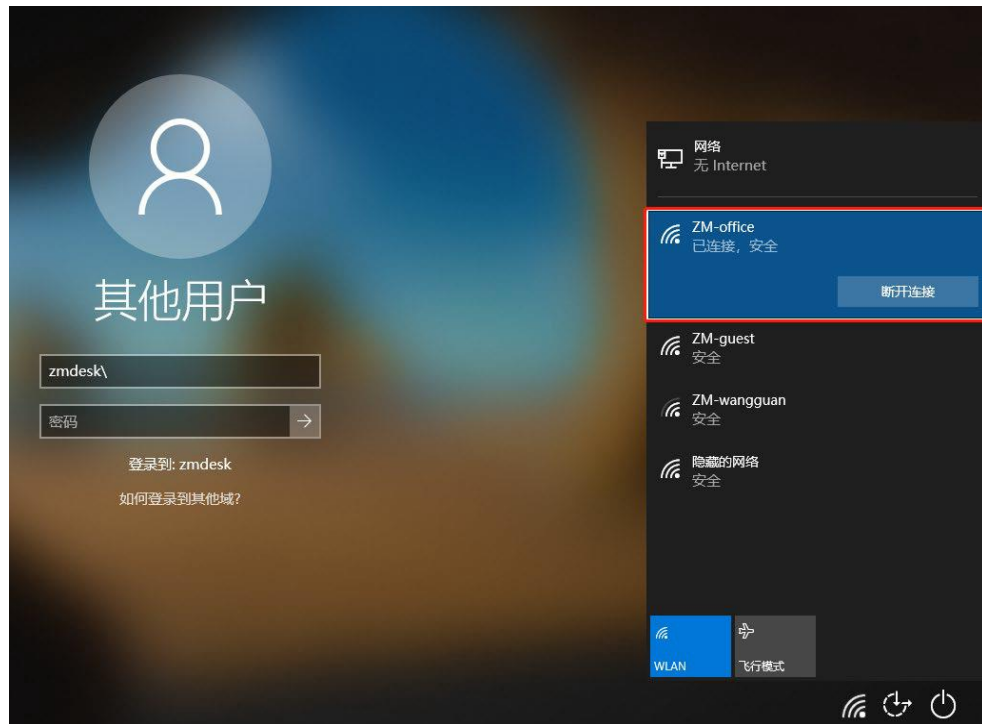 其他用户
zmdesk\
密码
登录到: zmdesk
如何登录到其他域?
网络
无 Internet
ZM-office
已连接，安全
断开连接
ZM-guest
安全
ZM-wangguan
安全
隐藏的网络
安全
WLAN
飞行模式